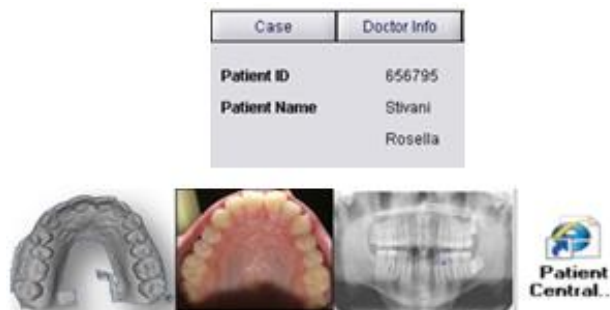 Case Doctor Info
Patient ID 656795
Patient Name Stivani
Rosella
Patient
Central...